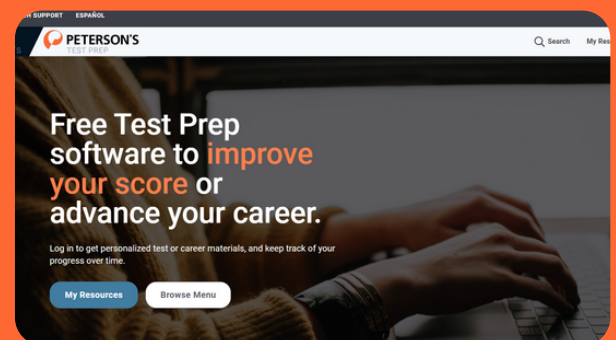 SUPPORT ESPAÑOL
PETERSON'S
TEST PREP
Search My
Free Test Prep
software to improve
your score or
advance your career.
Log in to get personalized test or career materials, and keep track of your
progress over time.
My Resources Browse Menu